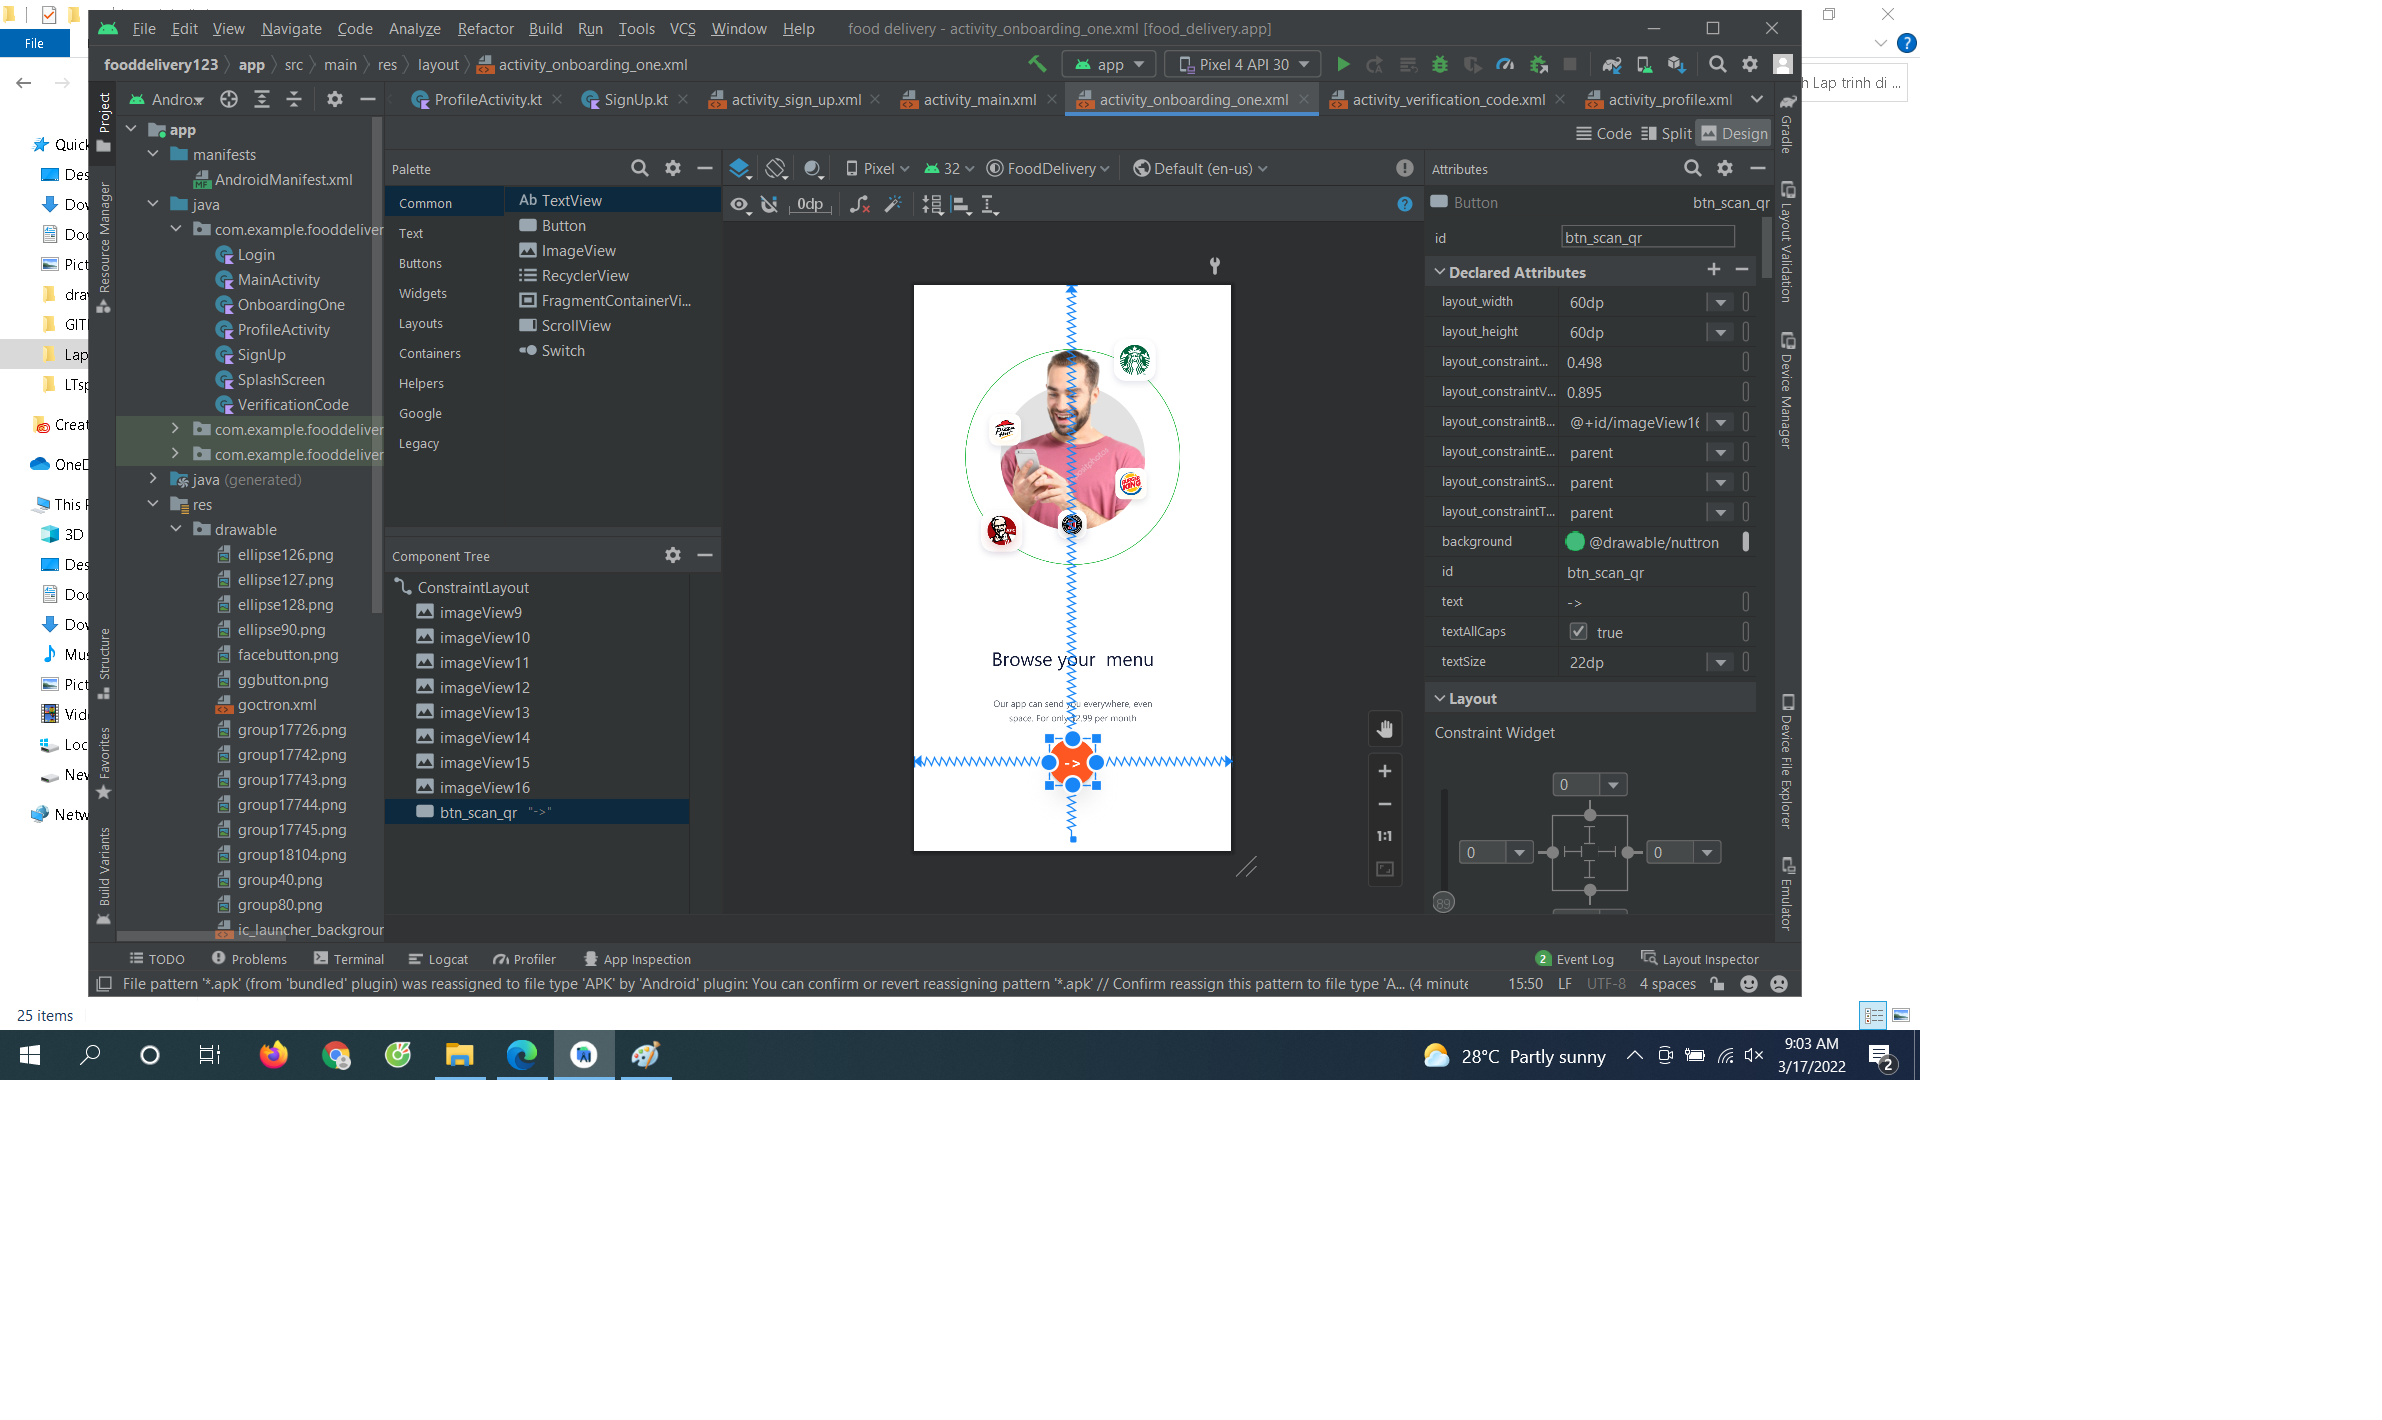 File Edit View Navigate Code Analyze Refactor Build Run Tools VCS Window Help food delivery - activity_onboarding_one.xml [food_delivery.app]
File
fooddelivery123 app src main res layout activity_onboarding_one.xml
app Pixel 4 API 30
h Lap trinh di ...
Andro...
ProfileActivity.kt SignUp.kt activity_sign_up.xml activity_main.xml activity_onboarding_one.xml activity_verification_code.xml activity_profile.xml
Code Split Design
Project
Resource Manager
Structure
Favorites
Build Variants
Quick
Des
Dow
Doc
Pict
dra
GIT
Lap
LTsp
Creat
OneD
This P
3D
Des
Doc
Dow
Mus
Pict
Vide
Loc
New
Netw
app
manifests
AndroidManifest.xml
java
com.example.fooddeliver
Login
MainActivity
OnboardingOne
ProfileActivity
SignUp
SplashScreen
VerificationCode
com.example.fooddeliver
com.example.fooddeliver
java (generated)
res
drawable
ellipse126.png
ellipse127.png
ellipse128.png
ellipse90.png
facebutton.png
ggbutton.png
goctron.xml
group17726.png
group17742.png
group17743.png
group17744.png
group17745.png
group18104.png
group40.png
group80.png
ic_launcher_backgrour
Palette
Common
Text
Buttons
Widgets
Layouts
Containers
Helpers
Google
Legacy
Ab TextView
Button
ImageView
RecyclerView
FragmentContainerVi...
ScrollView
Switch
Component Tree
ConstraintLayout
imageView9
imageView10
imageView11
imageView12
imageView13
imageView14
imageView15
imageView16
btn_scan_qr "->"
Pixel 32 FoodDelivery Default (en-us)
0dp
Browse your menu
Our app can send you everywhere, even
space. For only 2.99 per month
->
1:1
Attributes
Button btn_scan_qr
id btn_scan_qr
Declared Attributes
layout_width 60dp
layout_height 60dp
layout_constraint... 0.498
layout_constraintV... 0.895
layout_constraintB... @+id/imageView16
layout_constraintE... parent
layout_constraintS... parent
layout_constraintT... parent
background @drawable/nuttron
id btn_scan_qr
text ->
textAllCaps true
textSize 22dp
Layout
Constraint Widget
0
0 0
89
Gradle
Layout Validation
Device Manager
Device File Explorer
Emulator
TODO Problems Terminal Logcat Profiler App Inspection 2 Event Log Layout Inspector
File pattern '*.apk' (from 'bundled' plugin) was reassigned to file type 'APK' by 'Android' plugin: You can confirm or revert reassigning pattern '*.apk' // Confirm reassign this pattern to file type 'A... (4 minute 15:50 LF UTF-8 4 spaces
25 items
28°C Partly sunny
9:03 AM
3/17/2022
2